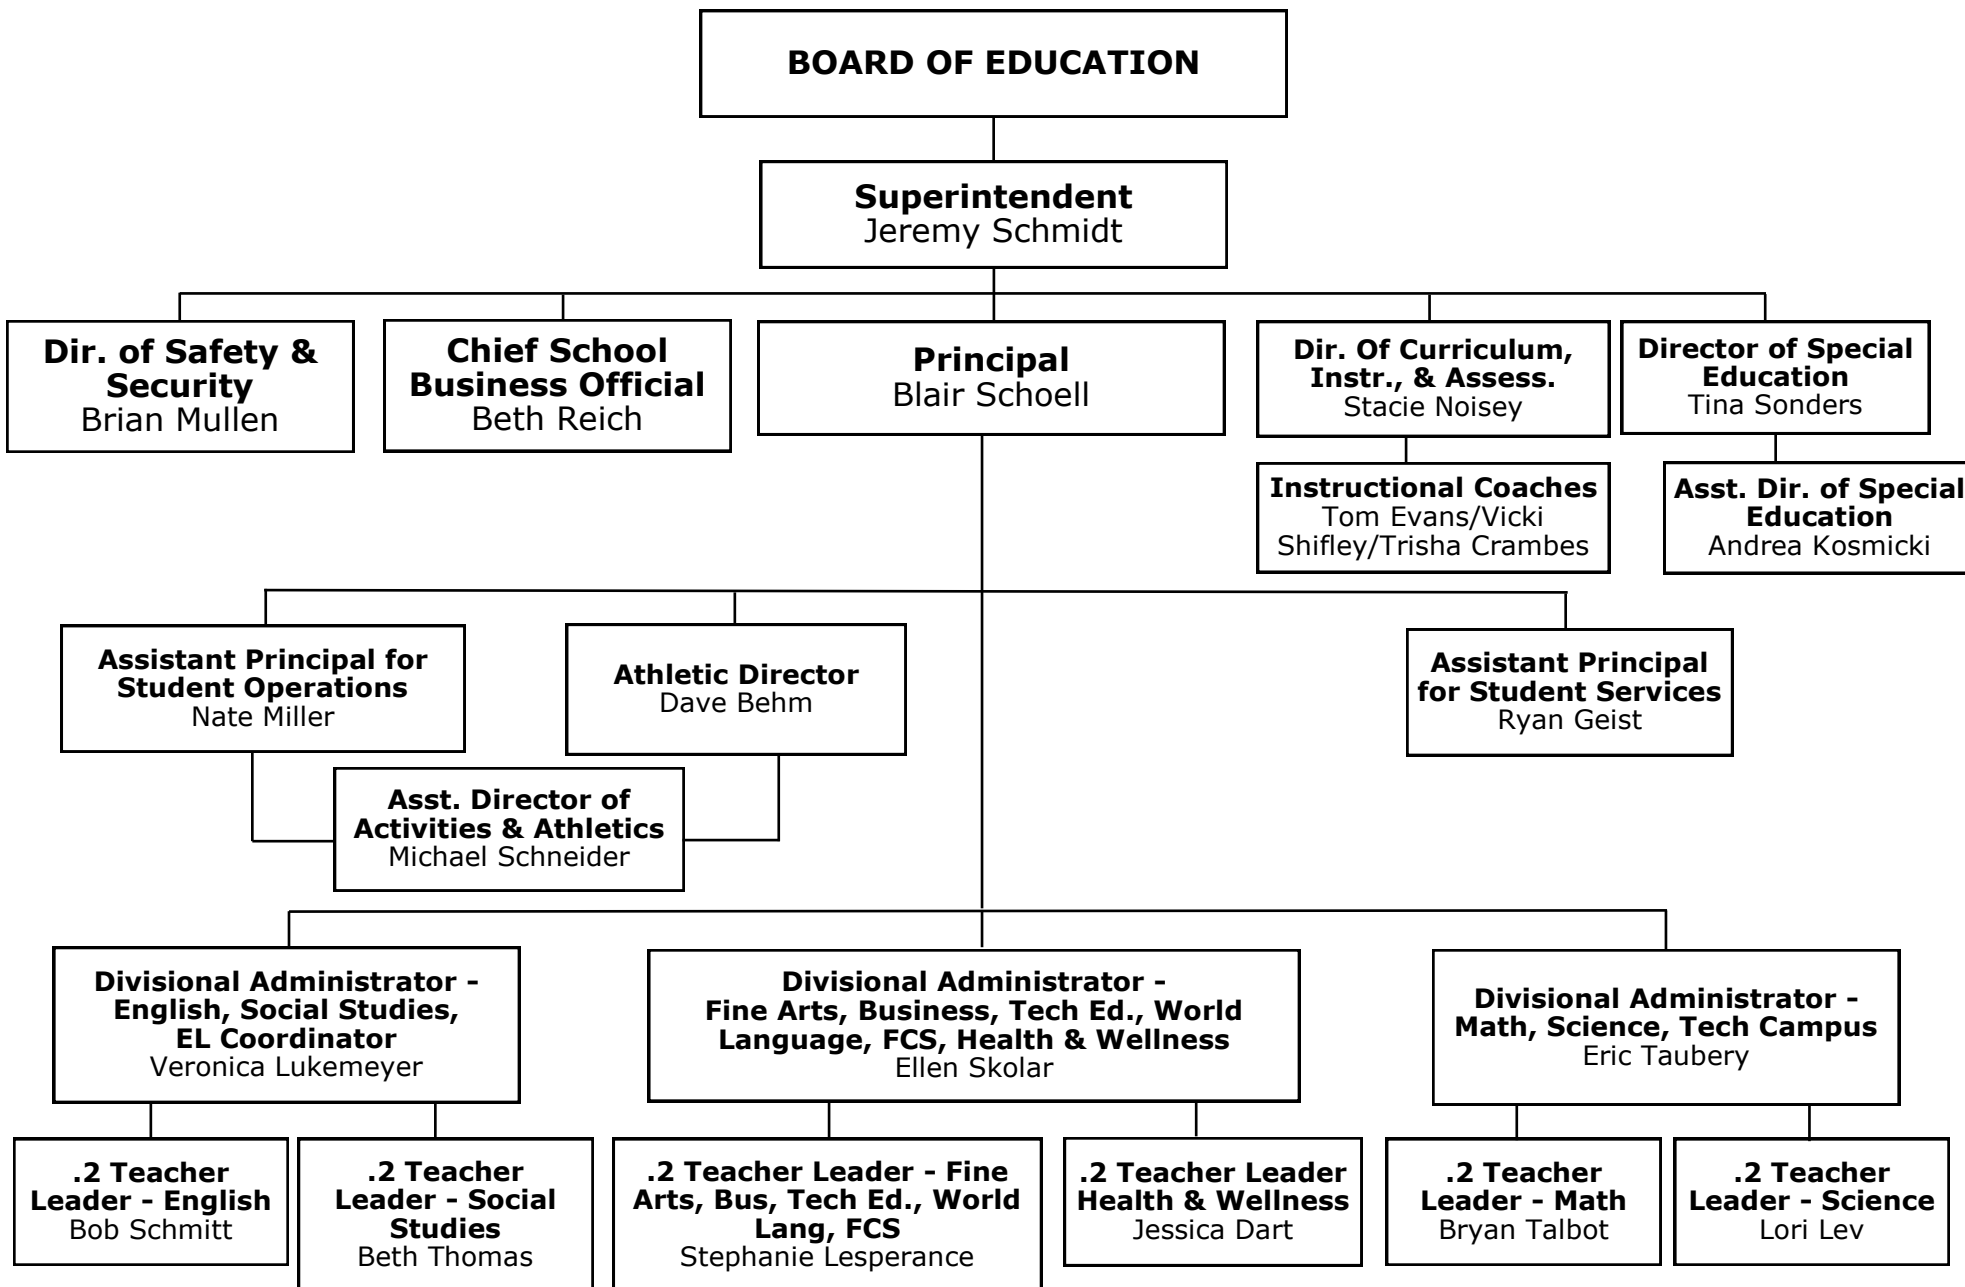 BOARD OF EDUCATION
Superintendent
Jeremy Schmidt
Dir. of Safety &
Security
Brian Mullen
Chief School
Business Official
Beth Reich
Principal
Blair Schoell
Dir. Of Curriculum,
Instr., & Assess.
Stacie Noisey
Director of Special
Education
Tina Sonders
Instructional Coaches
Tom Evans/Vicki
Shifley/Trisha Crambes
Asst. Dir. of Special
Education
Andrea Kosmicki
Assistant Principal for
Student Operations
Nate Miller
Athletic Director
Dave Behm
Assistant Principal
for Student Services
Ryan Geist
Asst. Director of
Activities & Athletics
Michael Schneider
Divisional Administrator -
English, Social Studies,
EL Coordinator
Veronica Lukemeyer
Divisional Administrator -
Fine Arts, Business, Tech Ed., World
Language, FCS, Health & Wellness
Ellen Skolar
Divisional Administrator -
Math, Science, Tech Campus
Eric Taubery
.2 Teacher
Leader - English
Bob Schmitt
.2 Teacher
Leader - Social
Studies
Beth Thomas
.2 Teacher Leader - Fine
Arts, Bus, Tech Ed., World
Lang, FCS
Stephanie Lesperance
.2 Teacher Leader
Health & Wellness
Jessica Dart
.2 Teacher
Leader - Math
Bryan Talbot
.2 Teacher
Leader - Science
Lori Lev